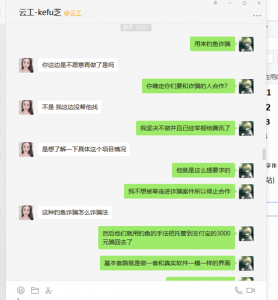 云工-kefu芝 @云工
用来钓鱼诈骗
你这边是不愿意再做了是吗
你确定你们要和诈骗的人合作？
不是 我这边没帮他搞
我坚决不做并且已经举报给腾讯了
是想了解一下具体这个项目情况
他就是这么提要求的
我不想被牵连进诈骗案件所以停止合作
这种钓鱼诈骗怎么诈骗法
然后他们就用钓鱼的手法把托管到支付宝的3000
元骗回去了
基本套路就是做一套和真实软件一模一样的界面